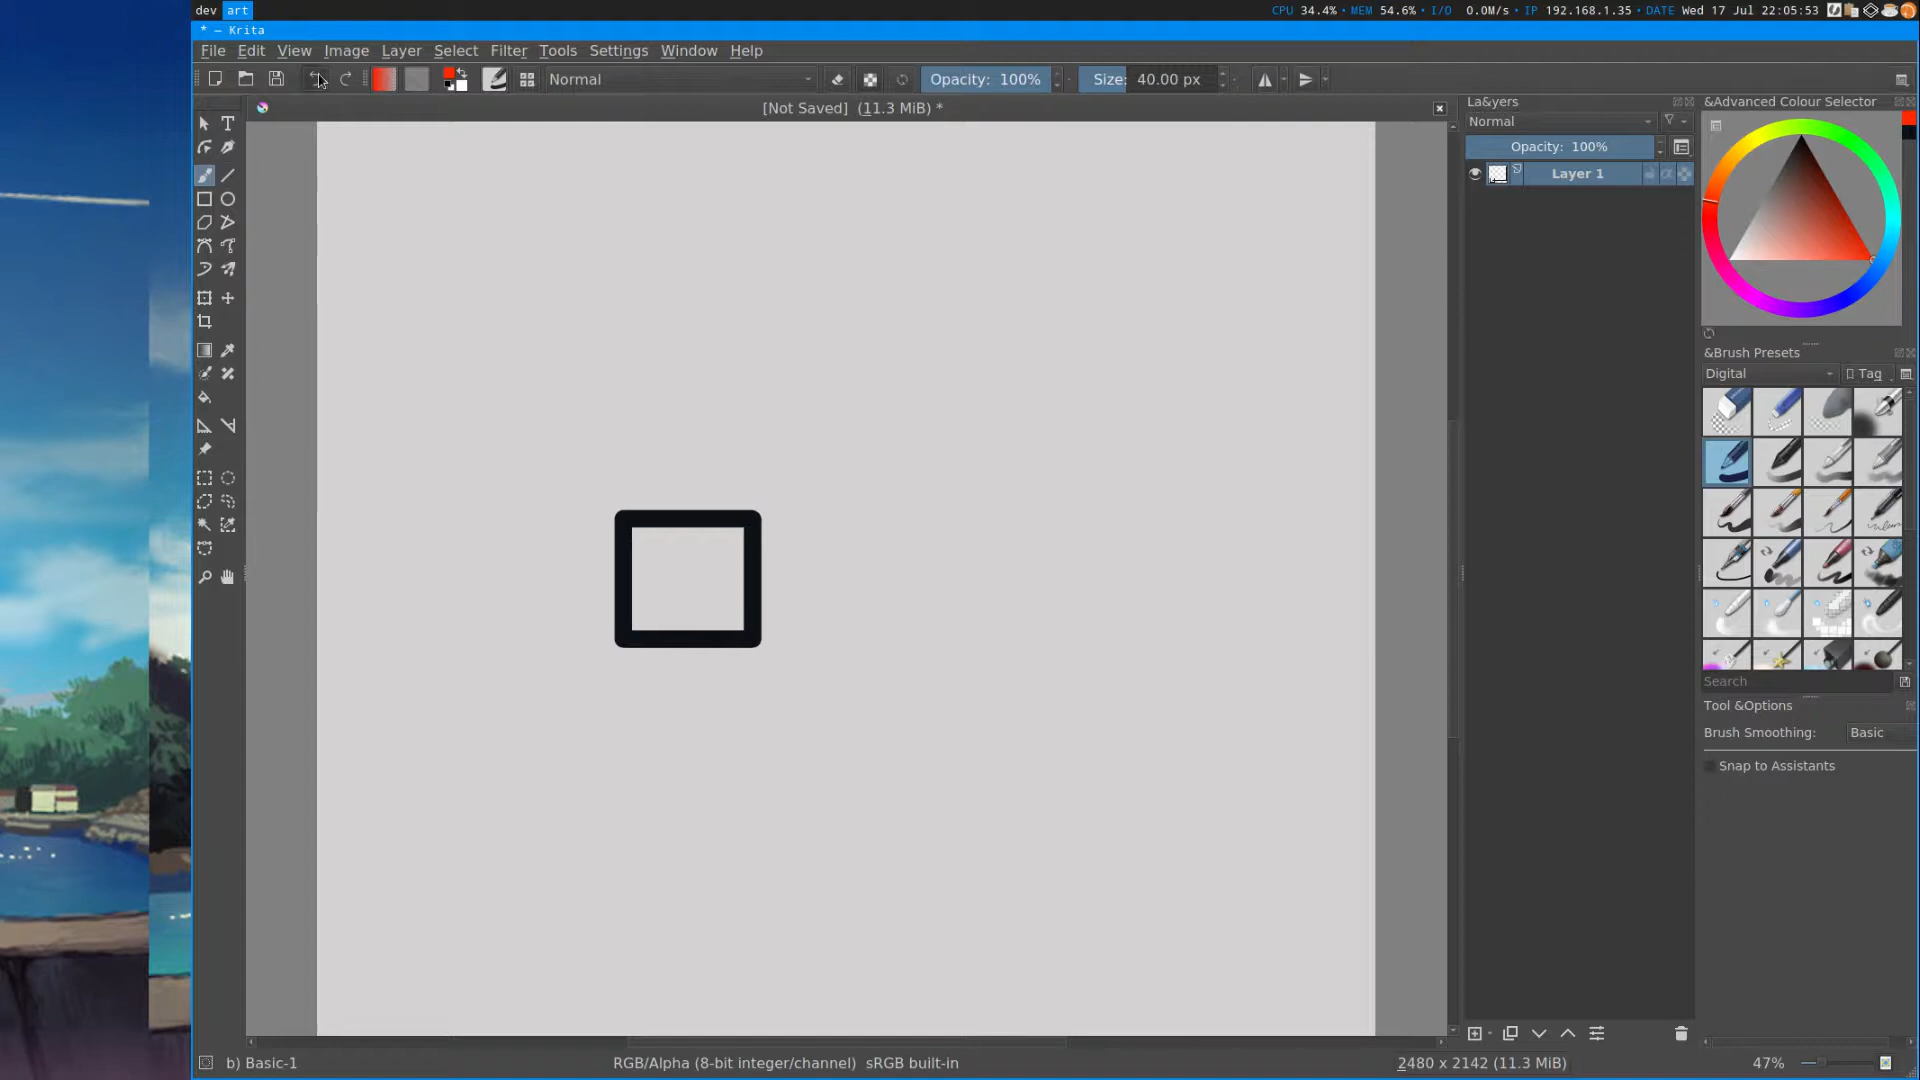 dev art CPU 34.4% • MEM 54.6% • I/O 0.0M/s • IP 192.168.1.35 • DATE Wed 17 Jul 22:05:53
* — Krita
File Edit View Image Layer Select Filter Tools Settings Window Help
Normal Opacity: 100% Size: 40.00 px
[Not Saved] (11.3 MiB) *
La&yers
Normal
Opacity: 100%
Layer 1
&Advanced Colour Selector
&Brush Presets
Digital Tag
Search
Tool &Options
Brush Smoothing: Basic
Snap to Assistants
b) Basic-1 RGB/Alpha (8-bit integer/channel) sRGB built-in 2480 x 2142 (11.3 MiB) 47%